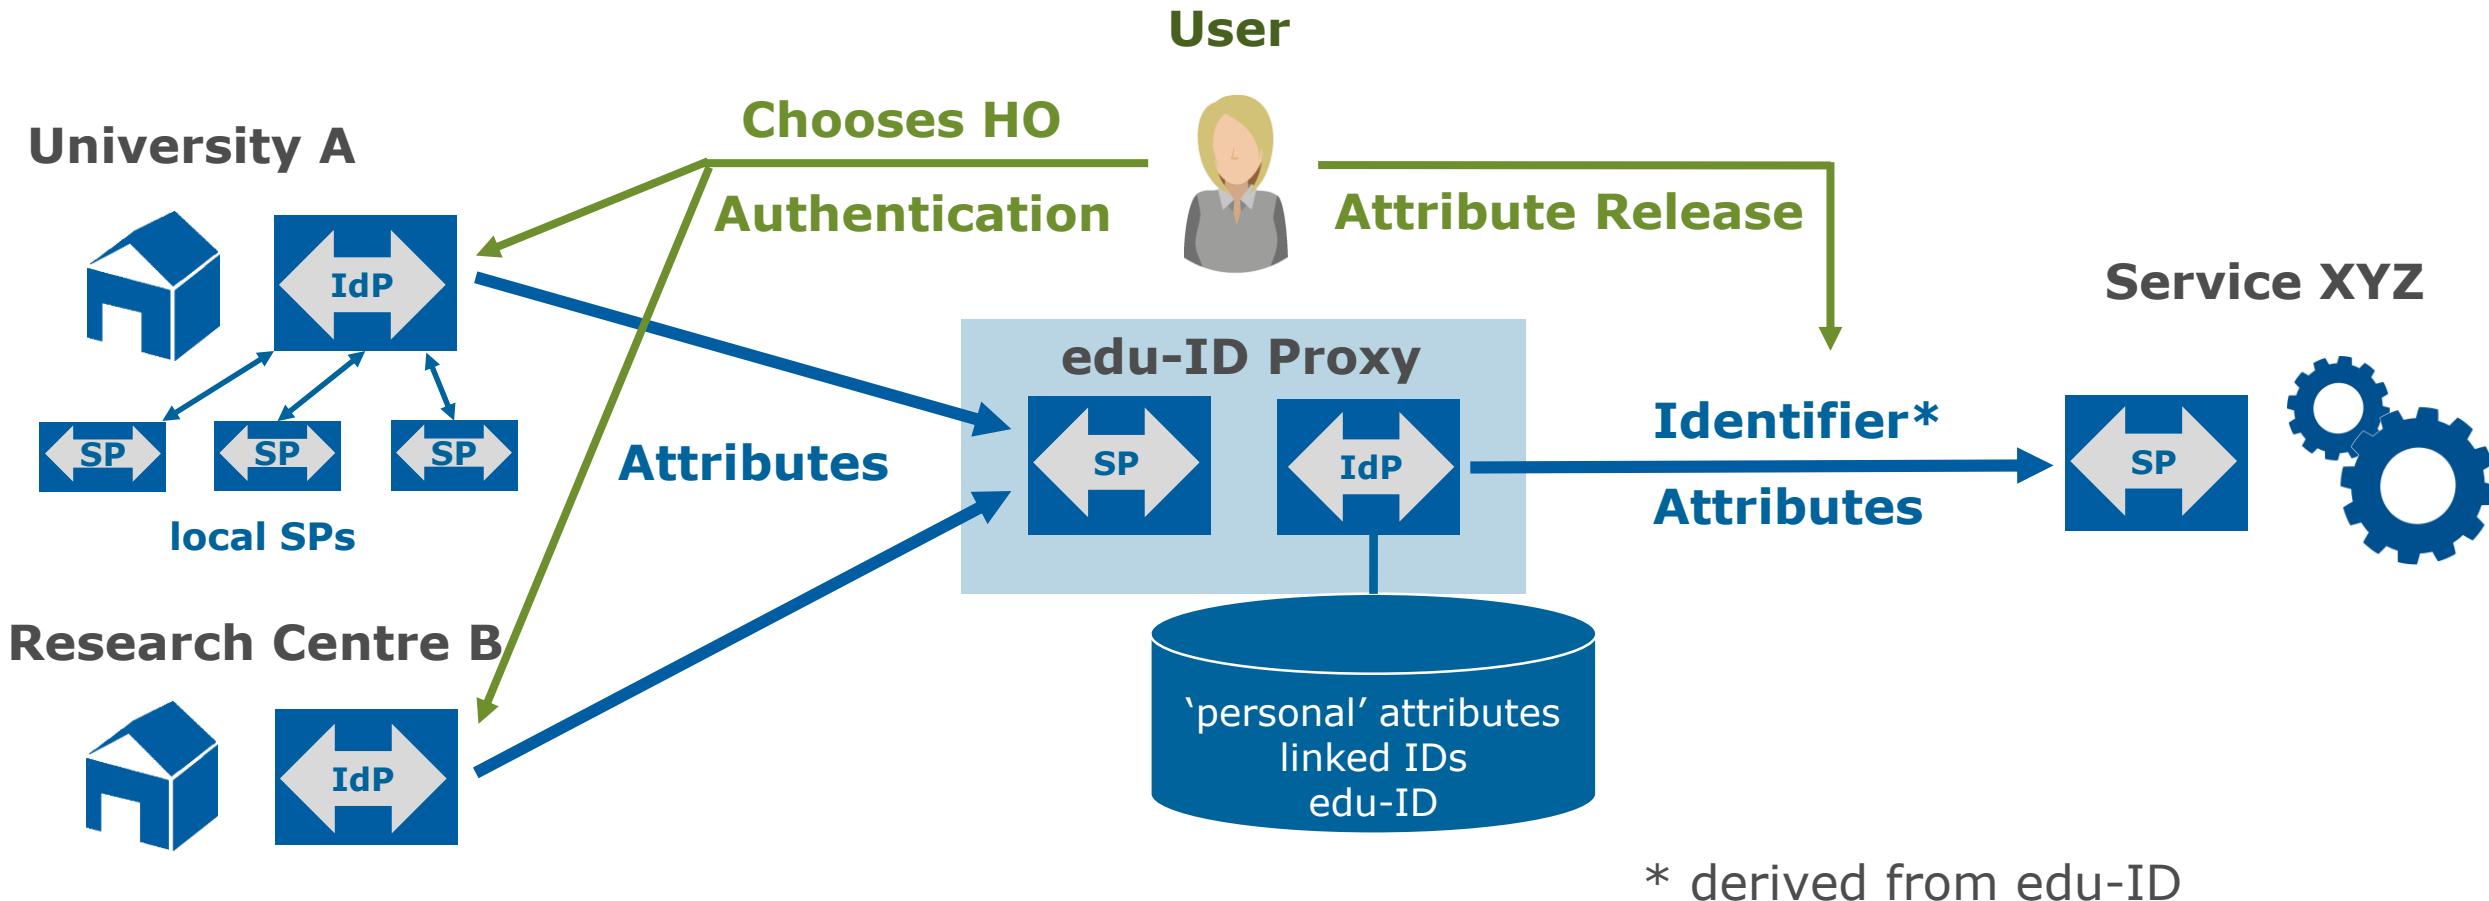 User
Chooses HO
University A
Authentication
Attribute Release
IdP
Service XYZ
edu-ID Proxy
Identifier*
SP
SP
SP
Attributes
SP
IdP
SP
Attributes
local SPs
Research Centre B
'personal' attributes
linked IDs
edu-ID
IdP
* derived from edu-ID